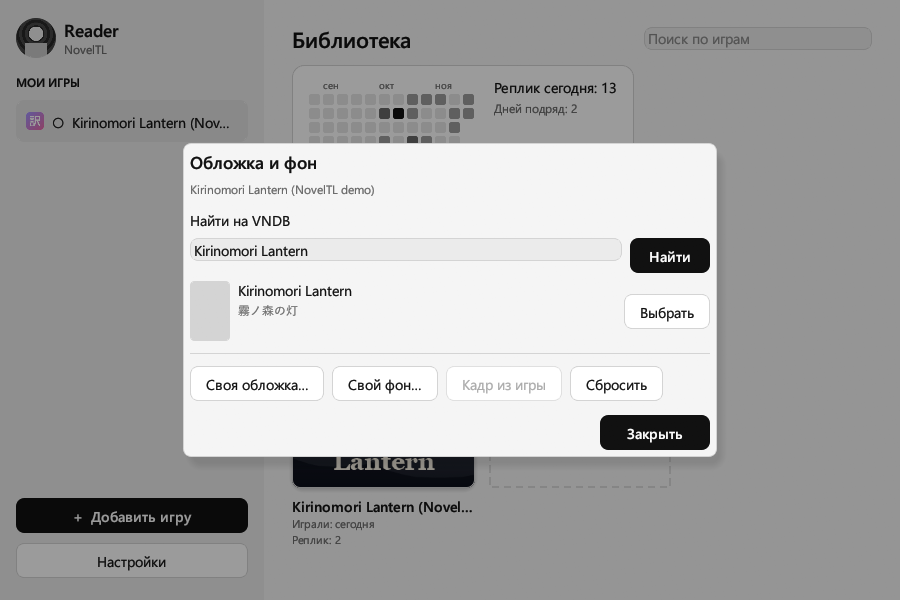 Reader
NovelTL
МОИ ИГРЫ
訳 Kirinomori Lantern (Nov...
+ Добавить игру
Настройки
Библиотека
Поиск по играм
сен окт ноя
Реплик сегодня: 13
Дней подряд: 2
Обложка и фон
Kirinomori Lantern (NovelTL demo)
Найти на VNDB
Kirinomori Lantern
Найти
Kirinomori Lantern
霧ノ森の灯
Выбрать
Своя обложка...
Свой фон...
Кадр из игры
Сбросить
Закрыть
Lantern
Kirinomori Lantern (Novel...
Играли: сегодня
Реплик: 2